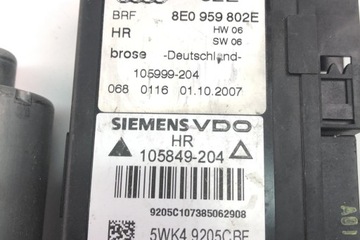 BRF. 8E0 959 802E
HR HW 06
SW 06
brose -Deutschland-
105999-204
068 0116 01.10.2007
SIEMENS VDO
HR
105849-204
9205C107385062908
5WK4 9205CBF
A01